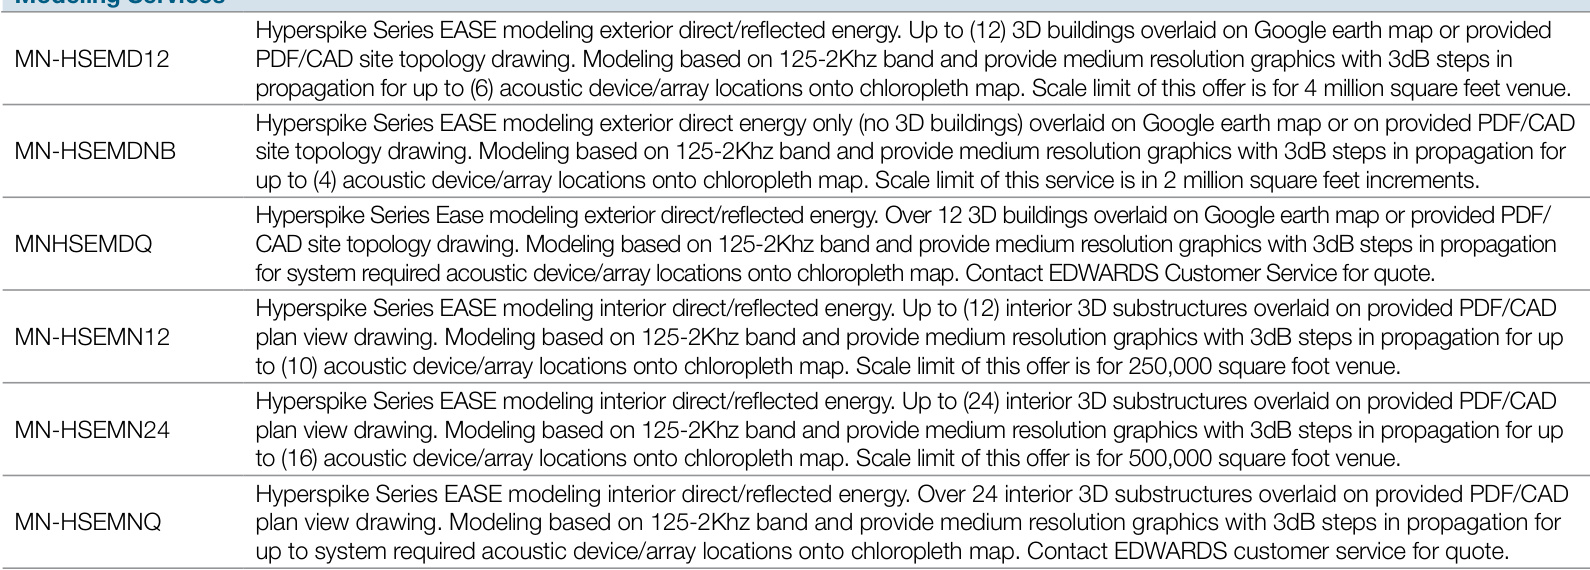 Modeling Services
MN-HSEMD12
Hyperspike Series EASE modeling exterior direct/reflected energy. Up to (12) 3D buildings overlaid on Google earth map or provided
PDF/CAD site topology drawing. Modeling based on 125-2Khz band and provide medium resolution graphics with 3dB steps in
propagation for up to (6) acoustic device/array locations onto chloropleth map. Scale limit of this offer is for 4 million square feet venue.
MN-HSEMDNB
Hyperspike Series EASE modeling exterior direct energy only (no 3D buildings) overlaid on Google earth map or on provided PDF/CAD
site topology drawing. Modeling based on 125-2Khz band and provide medium resolution graphics with 3dB steps in propagation for
up to (4) acoustic device/array locations onto chloropleth map. Scale limit of this service is in 2 million square feet increments.
MNHSEMDQ
Hyperspike Series Ease modeling exterior direct/reflected energy. Over 12 3D buildings overlaid on Google earth map or provided PDF/
CAD site topology drawing. Modeling based on 125-2Khz band and provide medium resolution graphics with 3dB steps in propagation
for system required acoustic device/array locations onto chloropleth map. Contact EDWARDS Customer Service for quote.
MN-HSEMN12
Hyperspike Series EASE modeling interior direct/reflected energy. Up to (12) interior 3D substructures overlaid on provided PDF/CAD
plan view drawing. Modeling based on 125-2Khz band and provide medium resolution graphics with 3dB steps in propagation for up
to (10) acoustic device/array locations onto chloropleth map. Scale limit of this offer is for 250,000 square foot venue.
MN-HSEMN24
Hyperspike Series EASE modeling interior direct/reflected energy. Up to (24) interior 3D substructures overlaid on provided PDF/CAD
plan view drawing. Modeling based on 125-2Khz band and provide medium resolution graphics with 3dB steps in propagation for up
to (16) acoustic device/array locations onto chloropleth map. Scale limit of this offer is for 500,000 square foot venue.
MN-HSEMNQ
Hyperspike Series EASE modeling interior direct/reflected energy. Over 24 interior 3D substructures overlaid on provided PDF/CAD
plan view drawing. Modeling based on 125-2Khz band and provide medium resolution graphics with 3dB steps in propagation for
up to system required acoustic device/array locations onto chloropleth map. Contact EDWARDS customer service for quote.